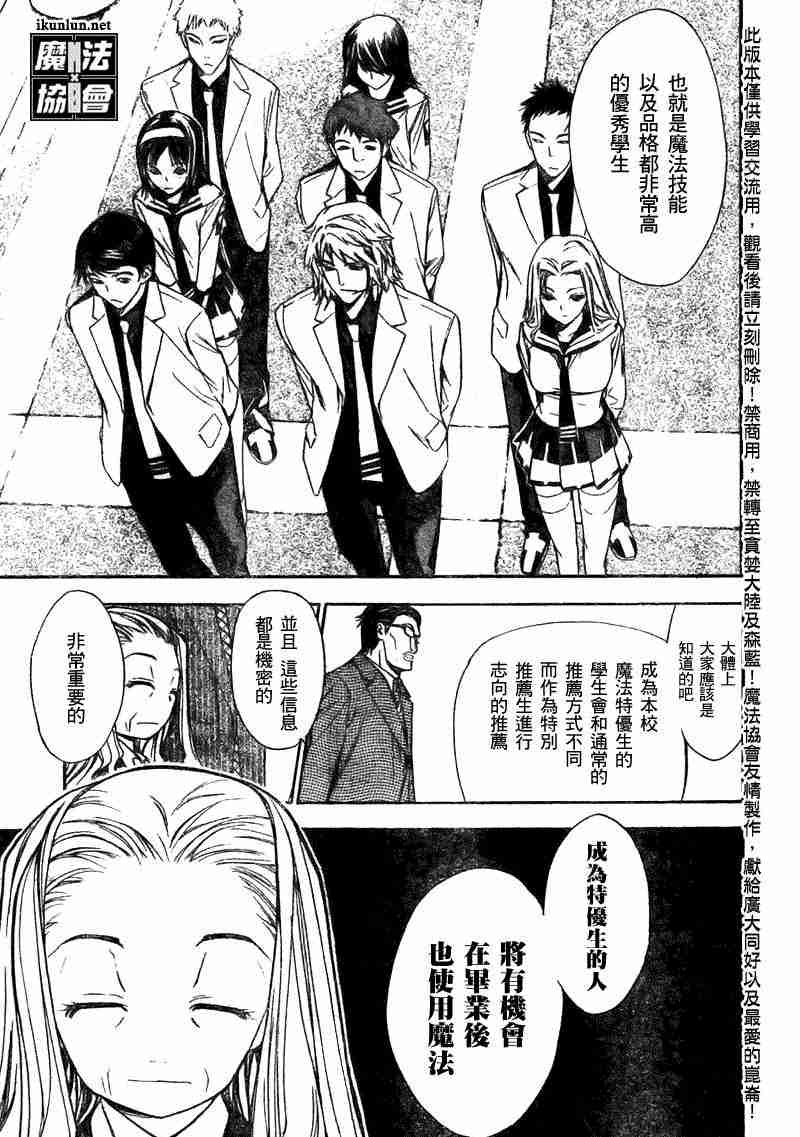 ikunlun.net
魔法
協會
M×B
也就是魔法技能
以及品格都非常高
的優秀學生
大體上
大家應該是
知道的吧
成為本校
魔法特優生的
學生會和通常的
推薦方式不同
而作為特別
推薦生進行
志向的推薦
並且 這些信息
都是機密的
非常重要的
成為特優生的人
將有機會
在畢業後
也使用魔法
此版本僅供學習交流用，觀看後請立刻刪除！禁商用，禁轉至貪婪大陸及森藍！魔法協會友情製作，獻給廣大同好以及最愛的崑崙！